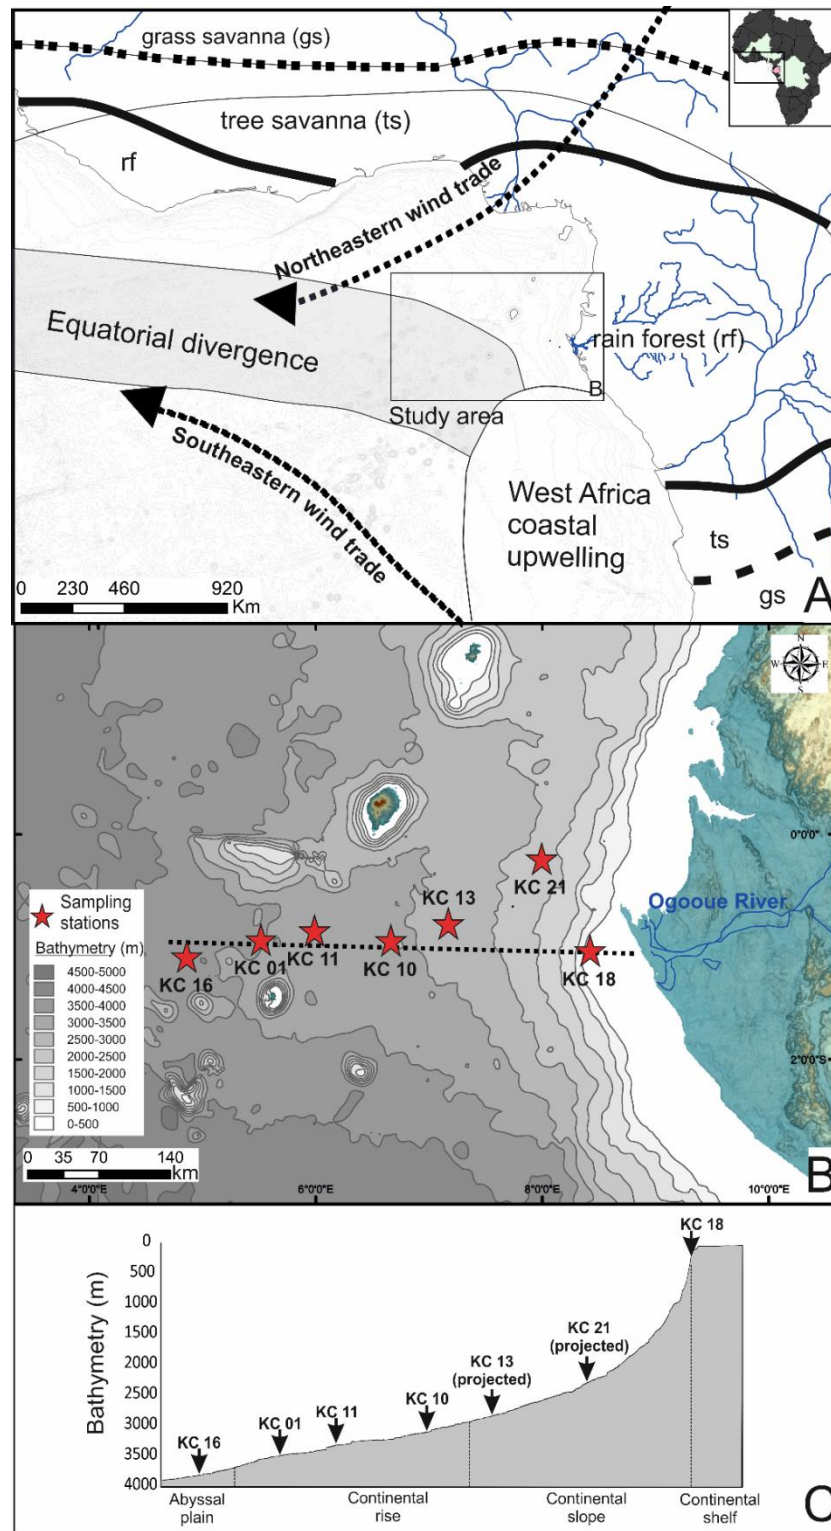 grass savanna (gs)
tree savanna (ts)
rf
Northeastern wind trade
Equatorial divergence
rain forest (rf)
B
Study area
Southeastern wind trade
West Africa
coastal
upwelling
ts
gs
0 230 460 920
Km
A
N
W E
S
0°0'0"
KC 21
KC 13
Ogooue River
Sampling
stations
KC 16
KC 01
KC 11
KC 10
KC 18
Bathymetry (m)
4500-5000
4000-4500
3500-4000
3000-3500
2500-3000
2000-2500
1500-2000
1000-1500
500-1000
0-500
2°0'0"S
0 35 70 140
km
B
4°0'0"E 6°0'0"E 8°0'0"E 10°0'0"E
KC 18
Bathymetry (m)
0
500
1000
1500
2000
2500
3000
3500
4000
KC 21
(projected)
KC 13
(projected)
KC 10
KC 11
KC 01
KC 16
Abyssal
plain
Continental
rise
Continental
slope
Continental
shelf
C